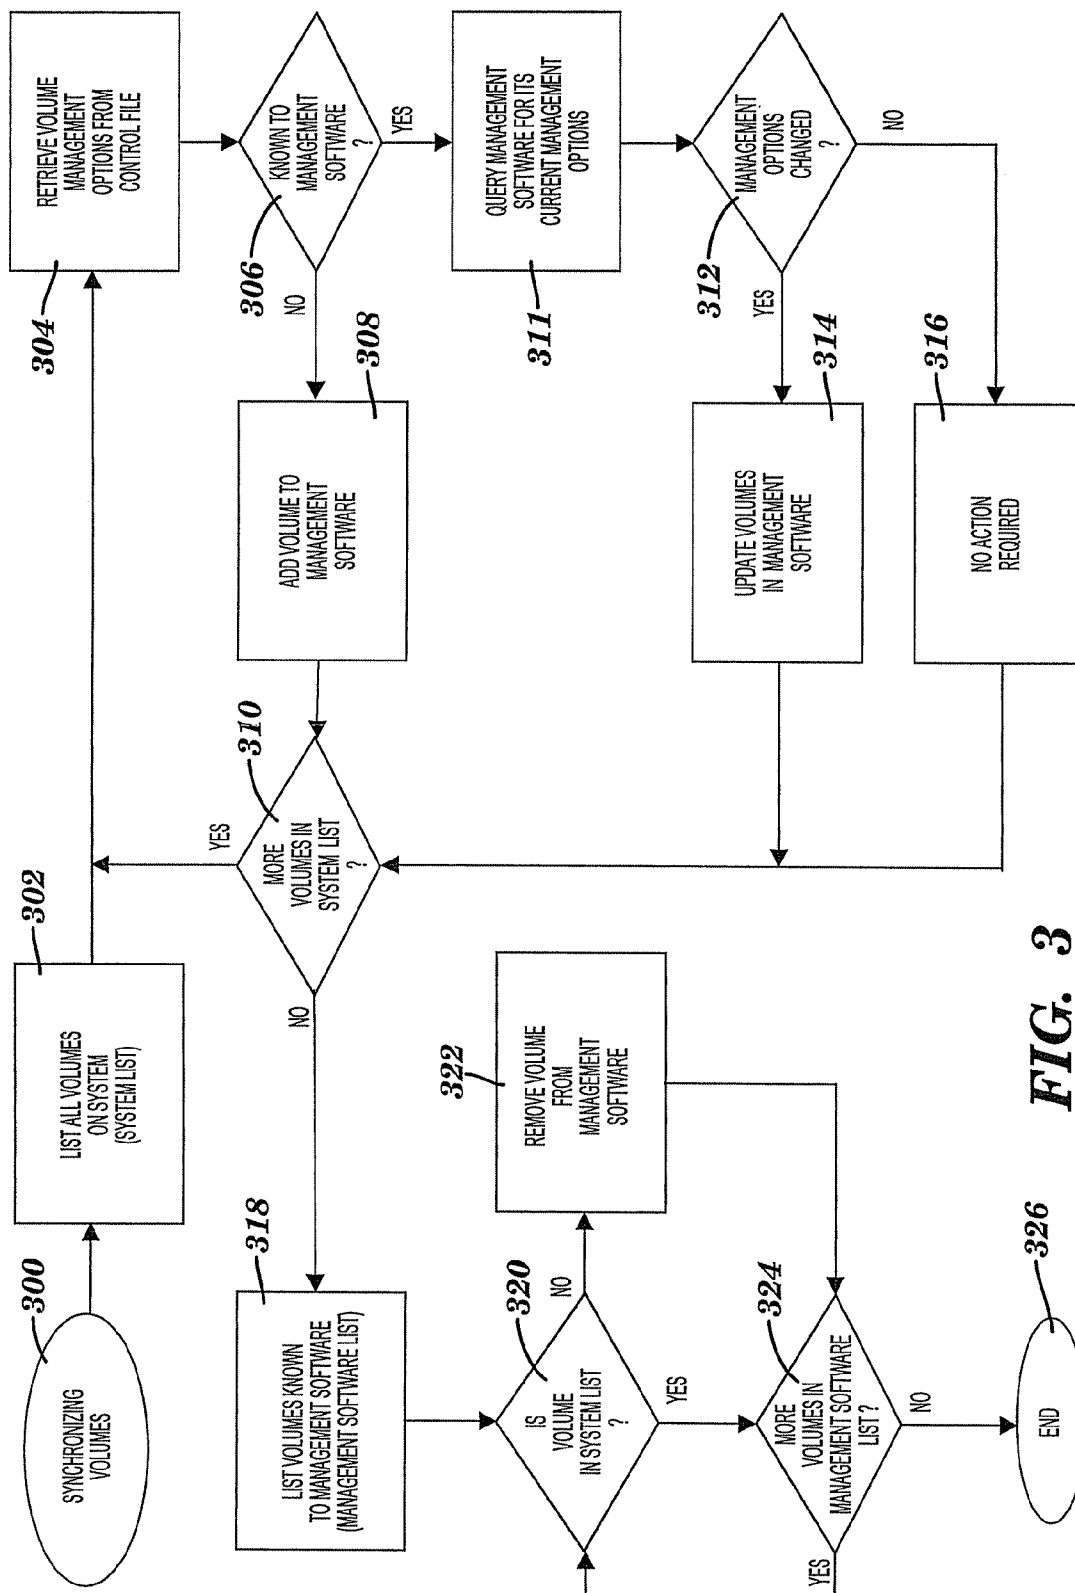 SYNCHRONIZING
VOLUMES
300
LIST ALL VOLUMES
ON SYSTEM
(SYSTEM LIST)
302
RETRIEVE VOLUME
MANAGEMENT
OPTIONS FROM
CONTROL FILE
304
KNOWN TO
MANAGEMENT
SOFTWARE
?
306
NO
YES
ADD VOLUME TO
MANAGEMENT
SOFTWARE
308
MORE
VOLUMES IN
SYSTEM LIST
?
310
YES
NO
QUERY MANAGEMENT
SOFTWARE FOR ITS
CURRENT MANAGEMENT
OPTIONS
311
MANAGEMENT
OPTIONS
CHANGED
?
312
YES
NO
UPDATE VOLUMES
IN MANAGEMENT
SOFTWARE
314
NO ACTION
REQUIRED
316
LIST VOLUMES KNOWN
TO MANAGEMENT SOFTWARE
(MANAGEMENT SOFTWARE LIST)
318
IS
VOLUME
IN SYSTEM LIST
?
320
NO
YES
REMOVE VOLUME
FROM
MANAGEMENT
SOFTWARE
322
MORE
VOLUMES IN
MANAGEMENT SOFTWARE
LIST ?
324
YES
NO
END
326
FIG. 3